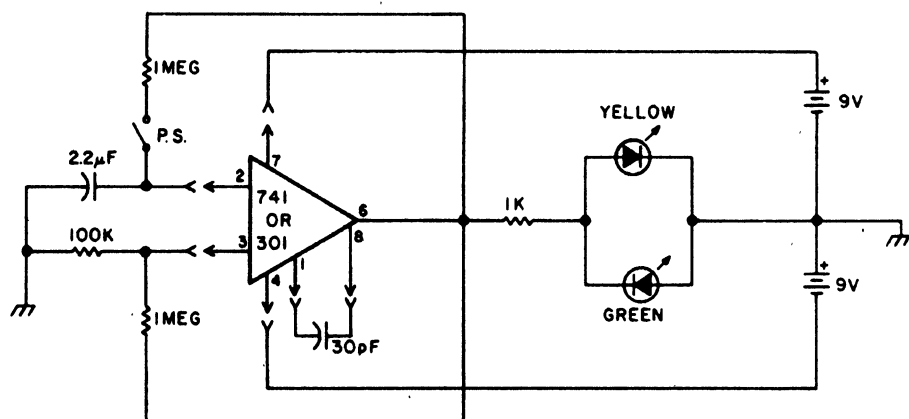 1MEG
P.S.
2.2µF
100K
1MEG
2
3
7
4
1
6
8
741
OR
301
30pF
1K
YELLOW
GREEN
+
9V
+
9V